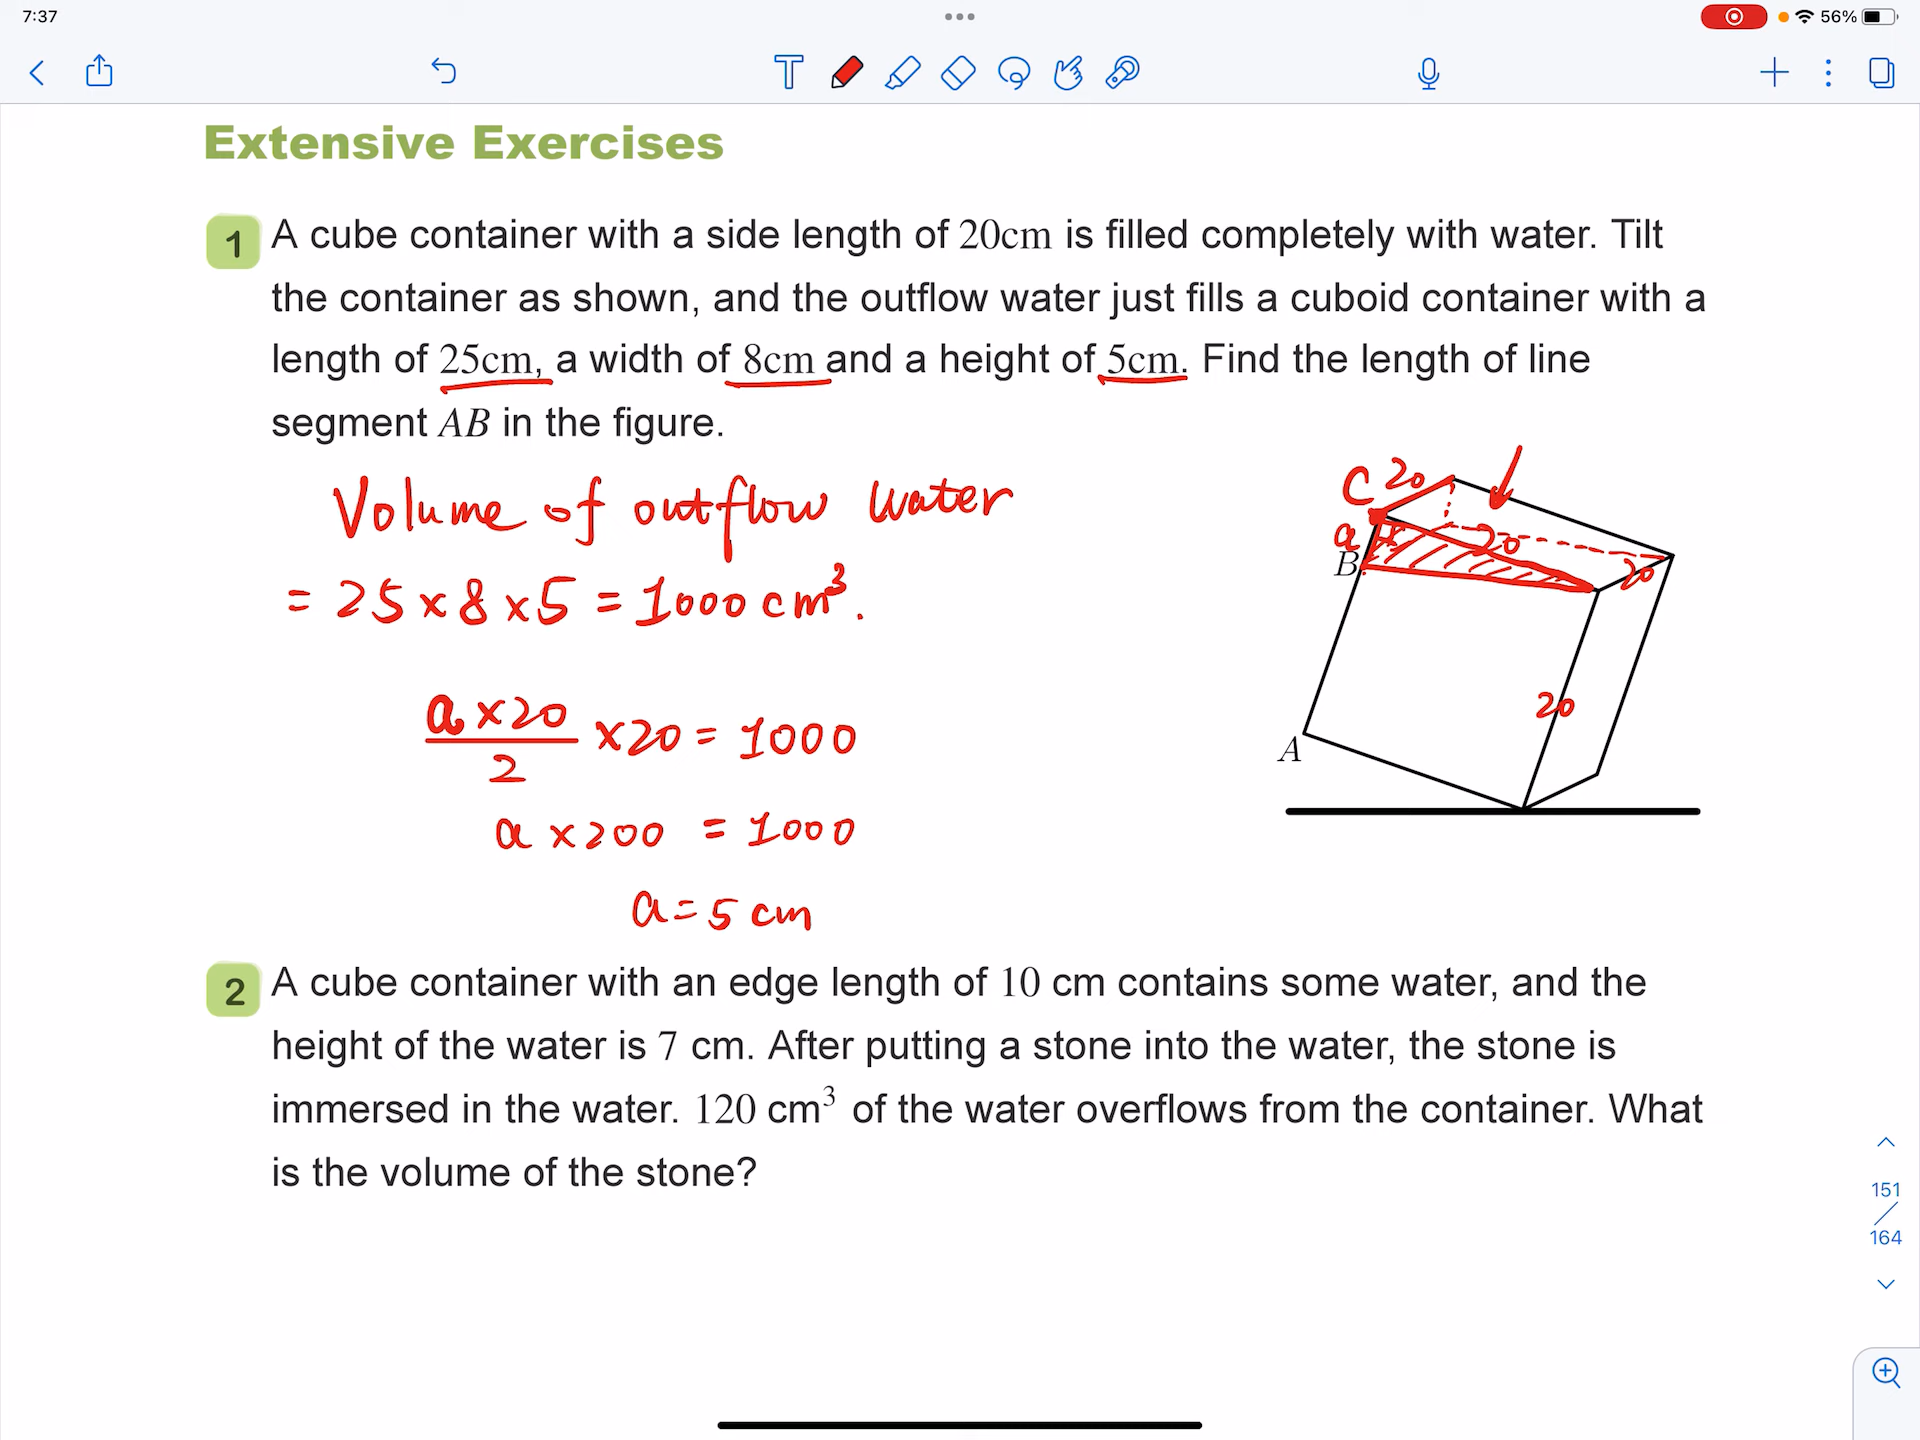 7:37
56%
Extensive Exercises
1 A cube container with a side length of 20cm is filled completely with water. Tilt
the container as shown, and the outflow water just fills a cuboid container with a
length of 25cm, a width of 8cm and a height of 5cm. Find the length of line
segment AB in the figure.
Volume of outflow water
= 25 × 8 × 5 = 1000 cm³.
a × 20 / 2 × 20 = 1000
a × 200 = 1000
a = 5 cm
C 20
a 20
B 20
20
A
2 A cube container with an edge length of 10 cm contains some water, and the
height of the water is 7 cm. After putting a stone into the water, the stone is
immersed in the water. 120 cm³ of the water overflows from the container. What
is the volume of the stone?
151
/
164